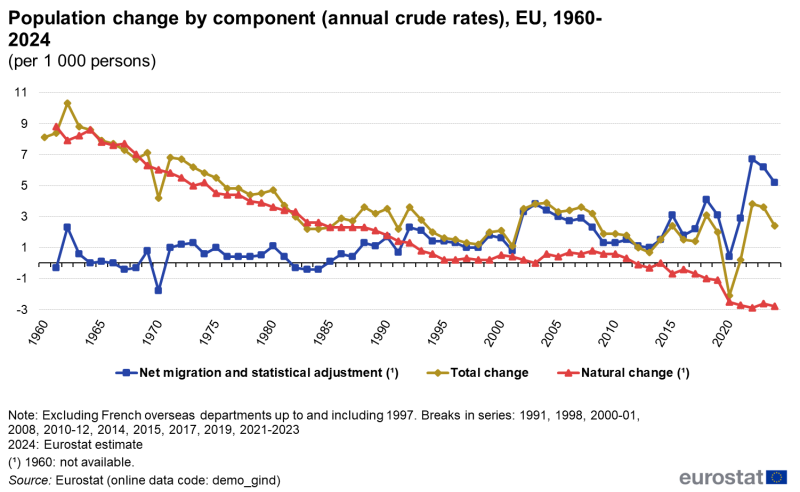 Population change by component (annual crude rates), EU, 1960-
2024
(per 1 000 persons)
11
9
7
5
3
1
-1
-3
1960
1965
1970
1975
1980
1985
1990
1995
2000
2005
2010
2015
2020
Net migration and statistical adjustment (¹)
Total change
Natural change (¹)
Note: Excluding French overseas departments up to and including 1997. Breaks in series: 1991, 1998, 2000-01,
2008, 2010-12, 2014, 2015, 2017, 2019, 2021-2023
2024: Eurostat estimate
(¹) 1960: not available.
Source: Eurostat (online data code: demo_gind)
eurostat